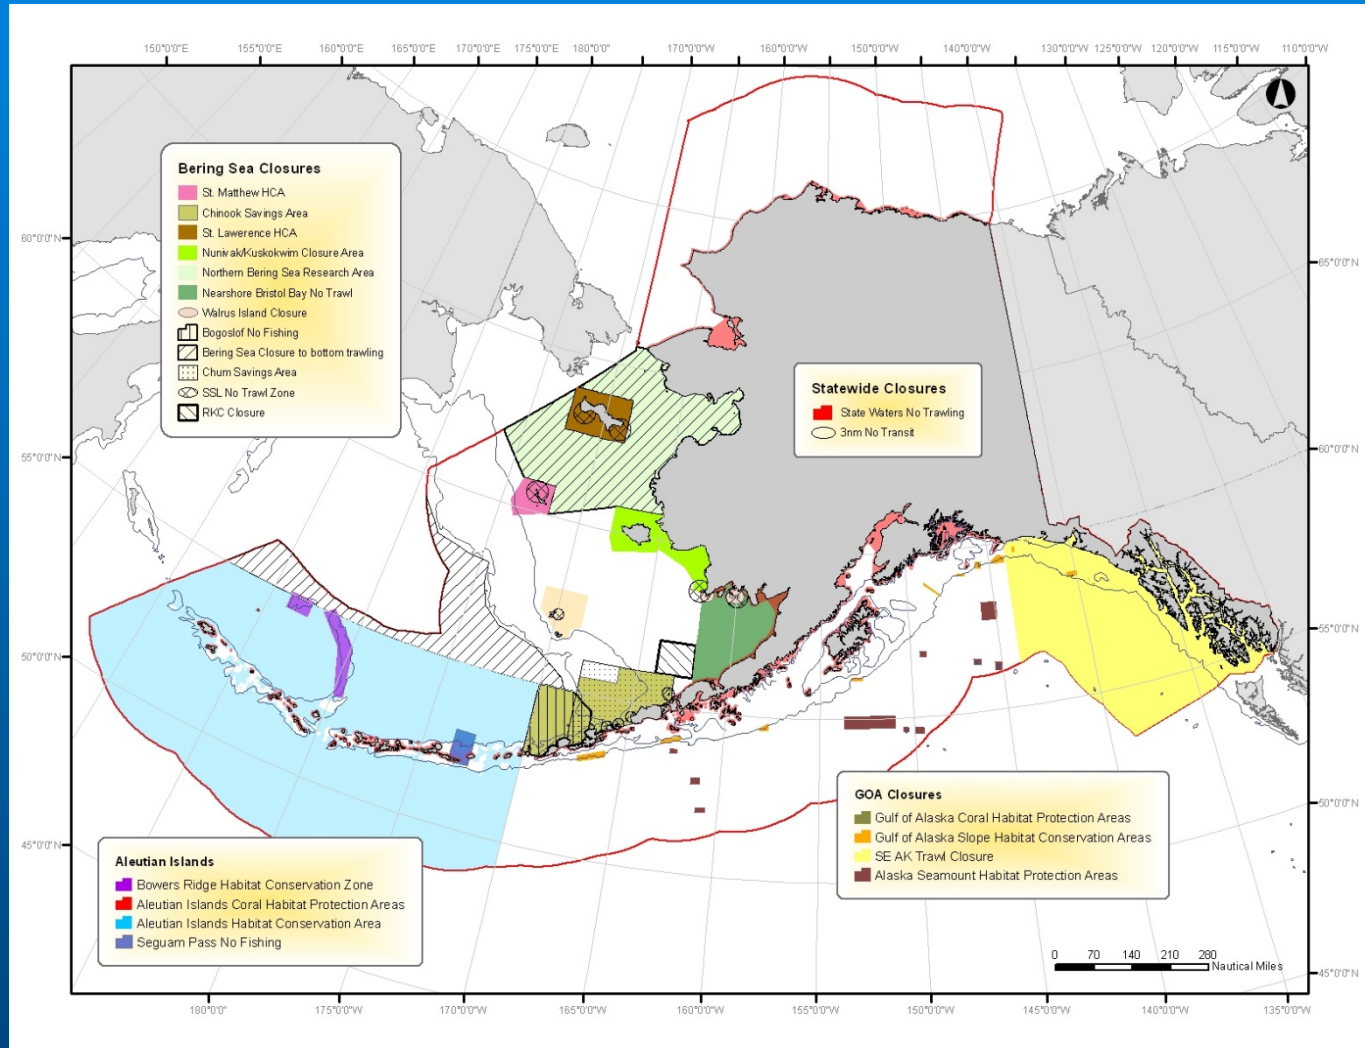 150°0'0"E 155°0'0"E 160°0'0"E 165°0'0"E 170°0'0"E 175°0'0"E 180°0'0" 170°0'0"W 160°0'0"W 150°0'0"W 140°0'0"W 130°0'0"W 125°0'0"W 120°0'0"W 115°0'0"W 110°0'0"W
Bering Sea Closures
St. Matthew HCA
Chinook Savings Area
St. Lawerence HCA
Nunivak/Kuskokwim Closure Area
Northern Bering Sea Research Area
Nearshore Bristol Bay No Trawl
Walrus Island Closure
Bogoslof No Fishing
Bering Sea Closure to bottom trawling
Chum Savings Area
SSL No Trawl Zone
RKC Closure
60°0'0"N
55°0'0"N
50°0'0"N
45°0'0"N
Statewide Closures
State Waters No Trawling
3nm No Transit
65°0'0"N
60°0'0"N
55°0'0"N
50°0'0"N
45°0'0"N
GOA Closures
Gulf of Alaska Coral Habitat Protection Areas
Gulf of Alaska Slope Habitat Conservation Areas
SE AK Trawl Closure
Alaska Seamount Habitat Protection Areas
Aleutian Islands
Bowers Ridge Habitat Conservation Zone
Aleutian Islands Coral Habitat Protection Areas
Aleutian Islands Habitat Conservation Area
Seguam Pass No Fishing
0 70 140 210 280
Nautical Miles
180°0'0" 175°0'0"W 170°0'0"W 165°0'0"W 160°0'0"W 155°0'0"W 150°0'0"W 145°0'0"W 140°0'0"W 135°0'0"W